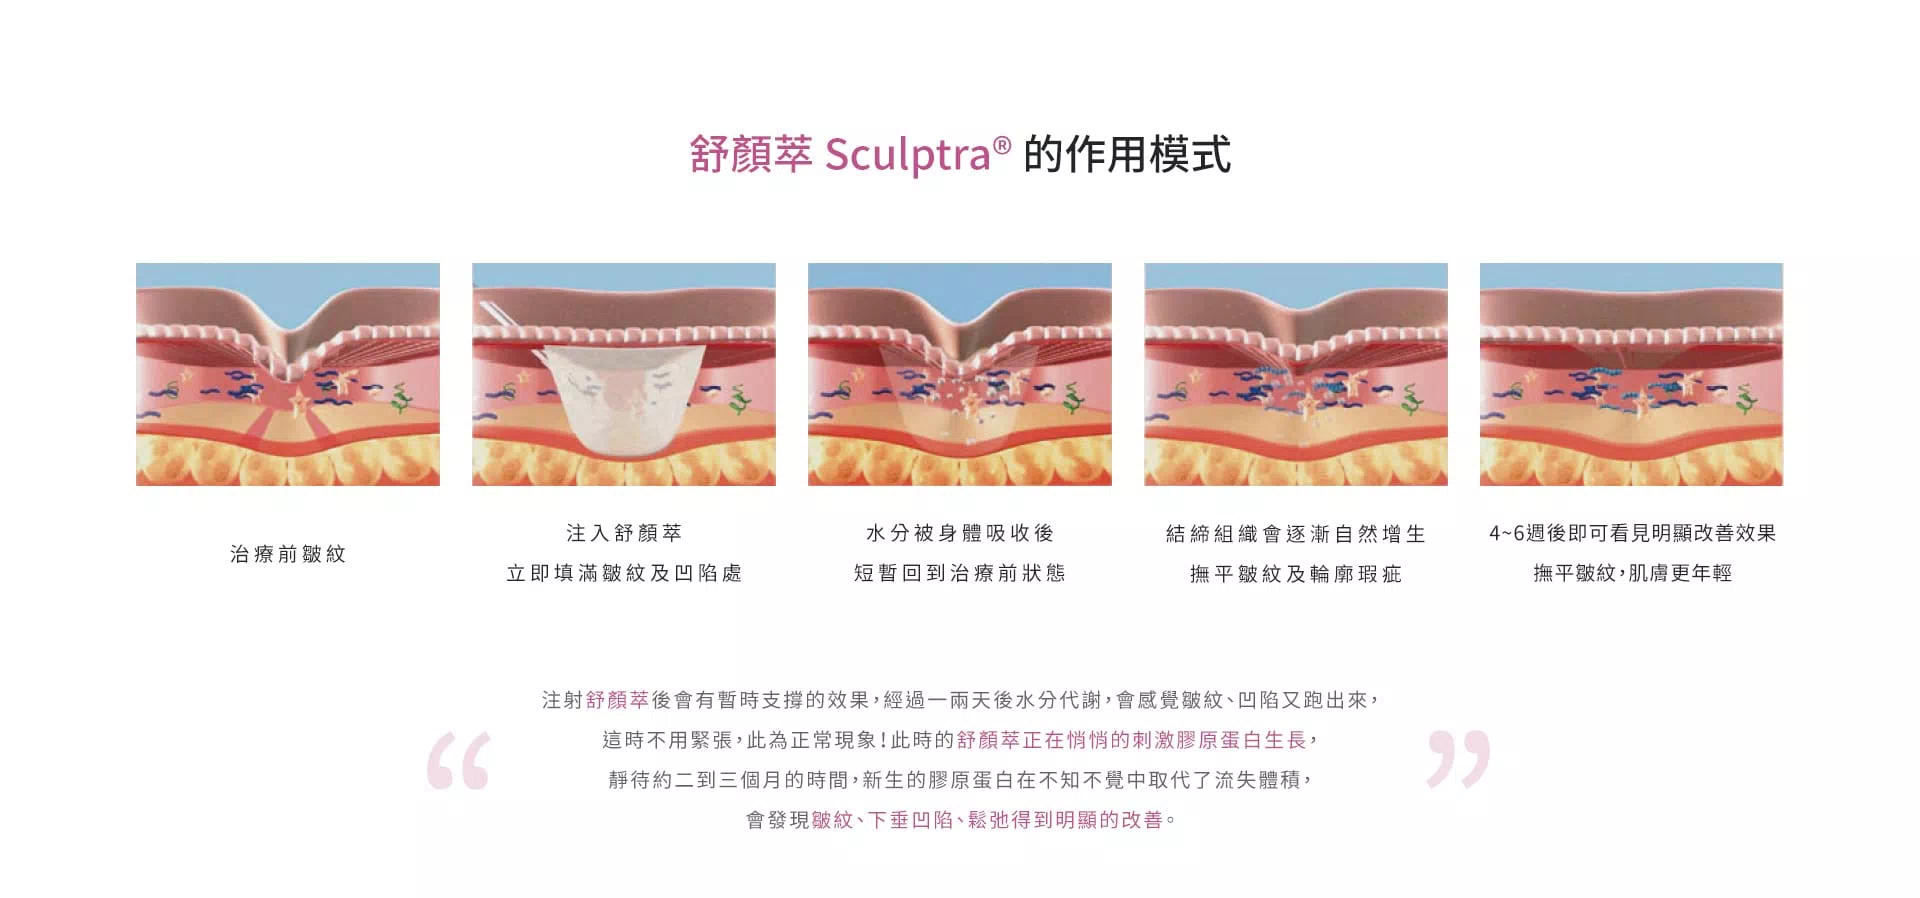 舒顏萃 Sculptra® 的作用模式
治療前皺紋
注入舒顏萃
立即填滿皺紋及凹陷處
水分被身體吸收後
短暫回到治療前狀態
結締組織會逐漸自然增生
撫平皺紋及輪廓瑕疵
4~6週後即可看見明顯改善效果
撫平皺紋，肌膚更年輕
注射舒顏萃後會有暫時支撐的效果，經過一兩天後水分代謝，會感覺皺紋、凹陷又跑出來，
這時不用緊張，此為正常現象！此時的舒顏萃正在悄悄的刺激膠原蛋白生長，
靜待約二到三個月的時間，新生的膠原蛋白在不知不覺中取代了流失體積，
會發現皺紋、下垂凹陷、鬆弛得到明顯的改善。